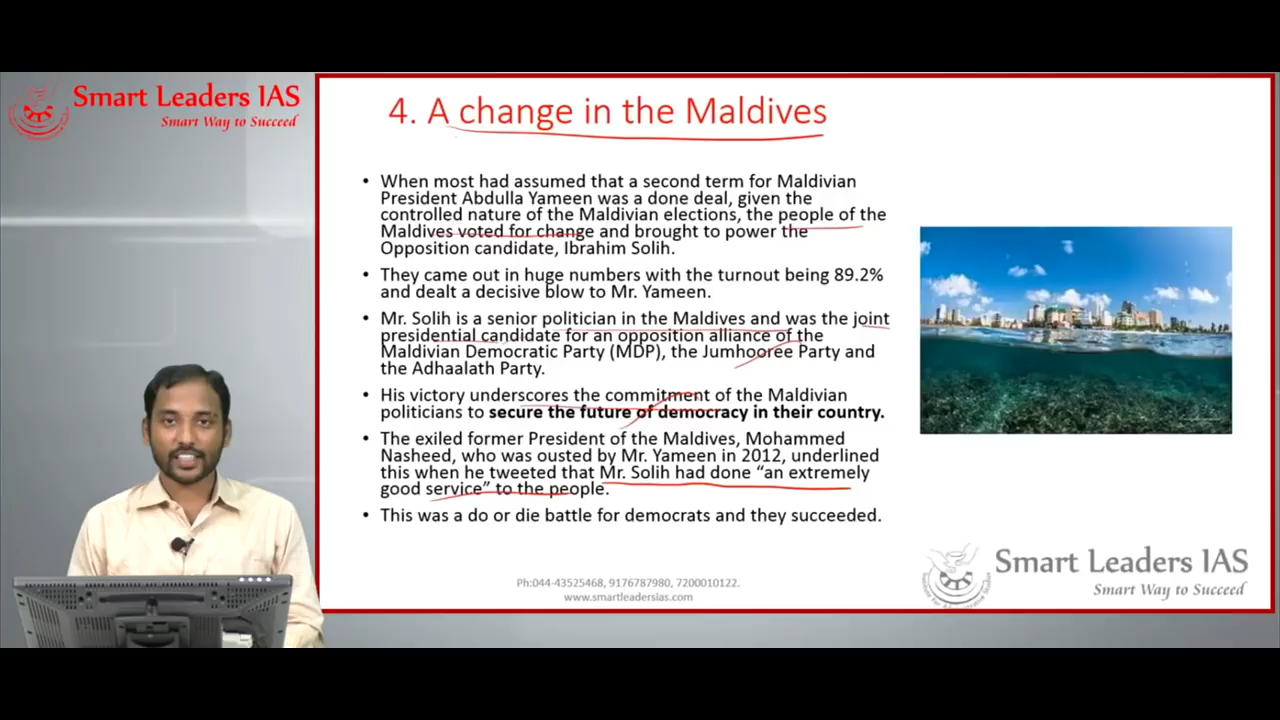 Smart Leaders IAS
Smart Way to Succeed
4. A change in the Maldives
• When most had assumed that a second term for Maldivian
President Abdulla Yameen was a done deal, given the
controlled nature of the Maldivian elections, the people of the
Maldives voted for change and brought to power the
Opposition candidate, Ibrahim Solih.
• They came out in huge numbers with the turnout being 89.2%
and dealt a decisive blow to Mr. Yameen.
• Mr. Solih is a senior politician in the Maldives and was the joint
presidential candidate for an opposition alliance of the
Maldivian Democratic Party (MDP), the Jumhooree Party and
the Adhaalath Party.
• His victory underscores the commitment of the Maldivian
politicians to secure the future of democracy in their country.
• The exiled former President of the Maldives, Mohammed
Nasheed, who was ousted by Mr. Yameen in 2012, underlined
this when he tweeted that Mr. Solih had done “an extremely
good service” to the people.
• This was a do or die battle for democrats and they succeeded.
Ph:044-43525468, 9176787980, 7200010122.
www.smartleadersias.com
Smart Leaders IAS
Smart Way to Succeed